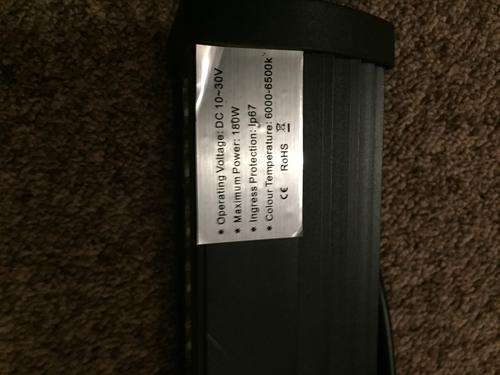 * Operating Voltage: DC 10~30V
* Maximum Power: 180W
* Ingress Protection: Ip67
* Colour Temperature: 6000-6500k
CE RoHS